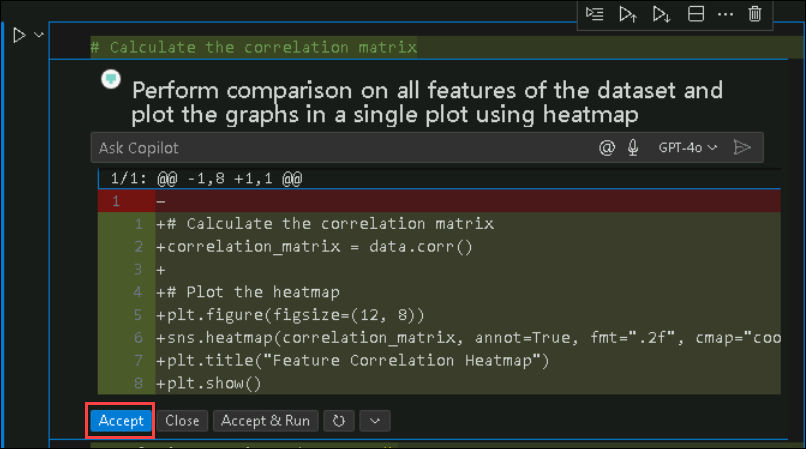 # Calculate the correlation matrix
Perform comparison on all features of the dataset and
plot the graphs in a single plot using heatmap
Ask Copilot
@
GPT-4o
1/1: @@ -1,8 +1,1 @@
1 -
1 +# Calculate the correlation matrix
2 +correlation_matrix = data.corr()
3 +
4 +# Plot the heatmap
5 +plt.figure(figsize=(12, 8))
6 +sns.heatmap(correlation_matrix, annot=True, fmt=".2f", cmap="coo
7 +plt.title("Feature Correlation Heatmap")
8 +plt.show()
Accept Close Accept & Run